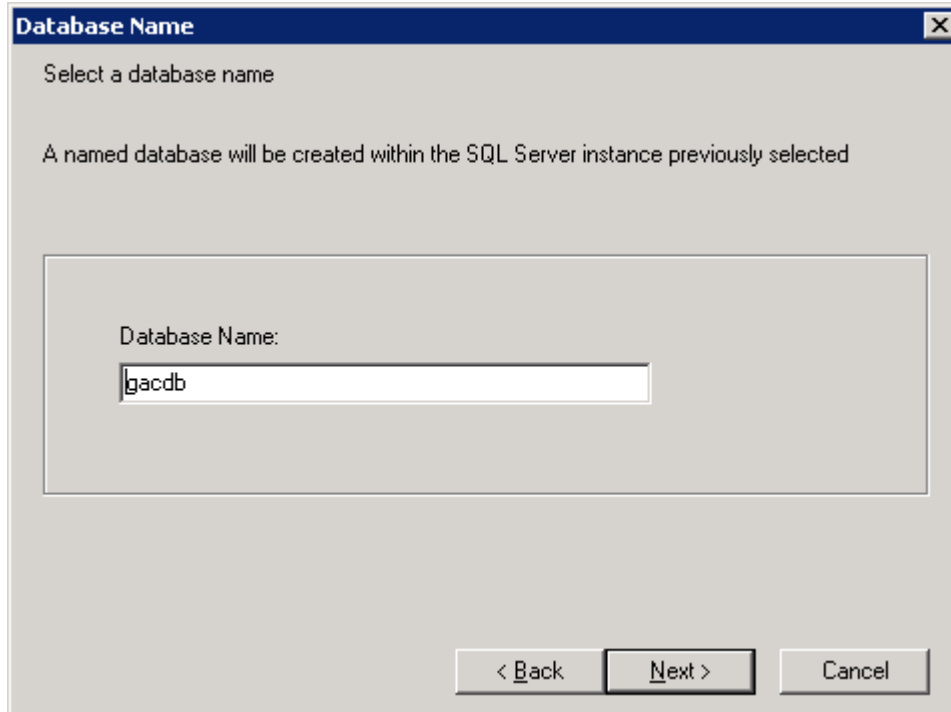 Database Name
Select a database name
A named database will be created within the SQL Server instance previously selected
Database Name:
gacdb
< Back
Next >
Cancel